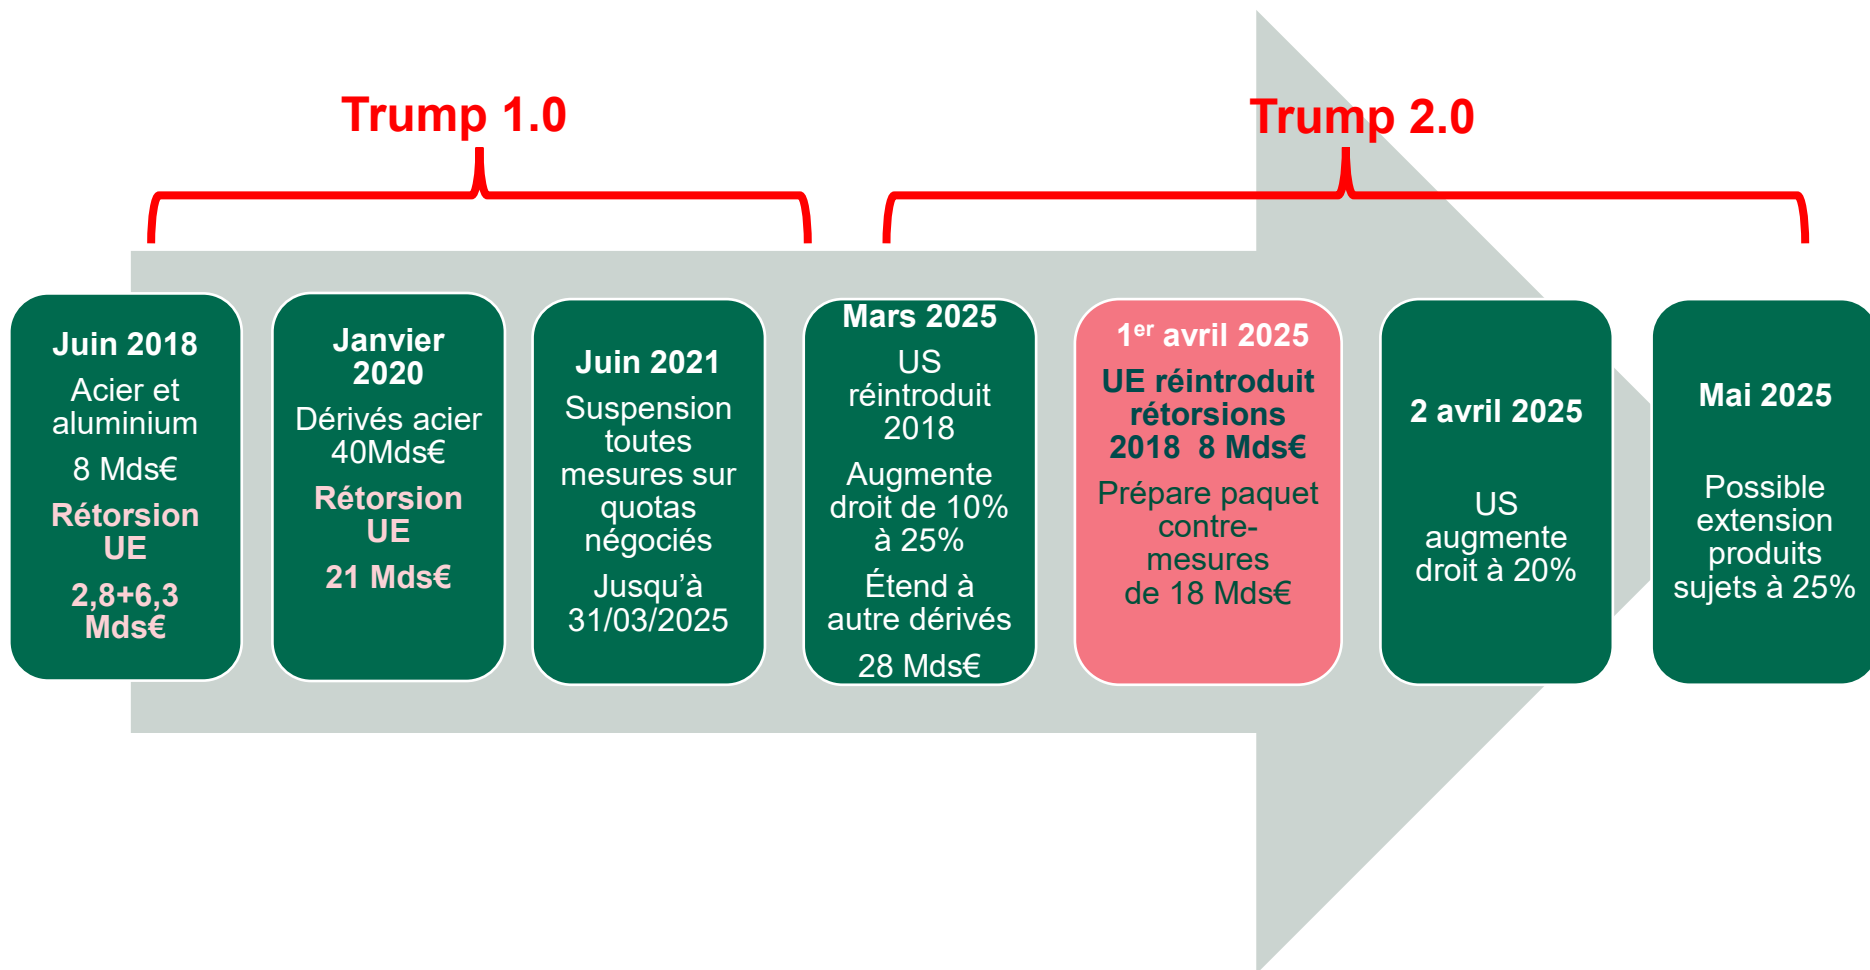 Trump 1.0
Trump 2.0
Juin 2018
Acier et
aluminium
8 Mds€
Rétorsion
UE
2,8+6,3
Mds€
Janvier
2020
Dérivés acier
40Mds€
Rétorsion
UE
21 Mds€
Juin 2021
Suspension
toutes
mesures sur
quotas
négociés
Jusqu'à
31/03/2025
Mars 2025
US
réintroduit
2018
Augmente
droit de 10%
à 25%
Étend à
autre dérivés
28 Mds€
1er avril 2025
UE réintroduit
rétorsions
2018 8 Mds€
Prépare paquet
contre-
mesures
de 18 Mds€
2 avril 2025
US
augmente
droit à 20%
Mai 2025
Possible
extension
produits
sujets à 25%